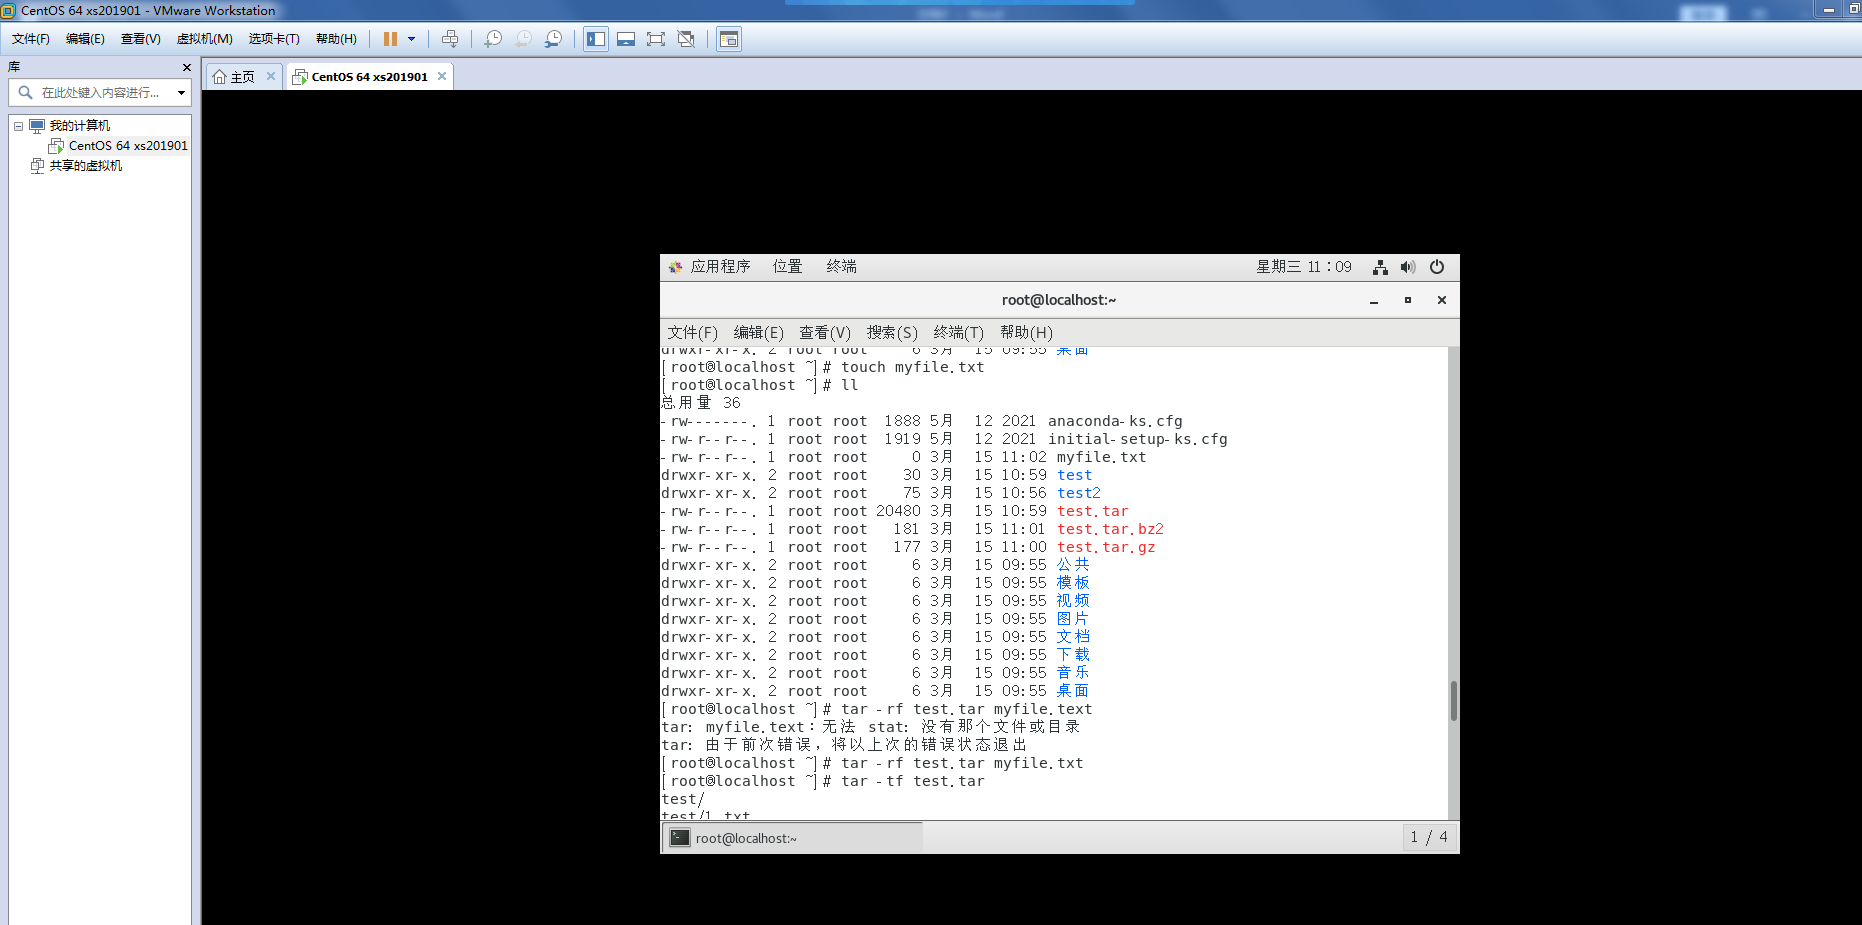 CentOS 64 xs201901 - VMware Workstation
文件(F) 编辑(E) 查看(V) 虚拟机(M) 选项卡(T) 帮助(H)
库
主页 CentOS 64 xs201901
在此处键入内容进行...
我的计算机
CentOS 64 xs201901
共享的虚拟机
应用程序 位置 终端 星期三 11：09
root@localhost:~
文件(F) 编辑(E) 查看(V) 搜索(S) 终端(T) 帮助(H)
drwxr-xr-x. 2 root root 6 3月 15 09:55 桌面
[root@localhost ~]# touch myfile.txt
[root@localhost ~]# ll
总用量 36
-rw-------. 1 root root 1888 5月 12 2021 anaconda-ks.cfg
-rw-r--r--. 1 root root 1919 5月 12 2021 initial-setup-ks.cfg
-rw-r--r--. 1 root root 0 3月 15 11:02 myfile.txt
drwxr-xr-x. 2 root root 30 3月 15 10:59 test
drwxr-xr-x. 2 root root 75 3月 15 10:56 test2
-rw-r--r--. 1 root root 20480 3月 15 10:59 test.tar
-rw-r--r--. 1 root root 181 3月 15 11:01 test.tar.bz2
-rw-r--r--. 1 root root 177 3月 15 11:00 test.tar.gz
drwxr-xr-x. 2 root root 6 3月 15 09:55 公共
drwxr-xr-x. 2 root root 6 3月 15 09:55 模板
drwxr-xr-x. 2 root root 6 3月 15 09:55 视频
drwxr-xr-x. 2 root root 6 3月 15 09:55 图片
drwxr-xr-x. 2 root root 6 3月 15 09:55 文档
drwxr-xr-x. 2 root root 6 3月 15 09:55 下载
drwxr-xr-x. 2 root root 6 3月 15 09:55 音乐
drwxr-xr-x. 2 root root 6 3月 15 09:55 桌面
[root@localhost ~]# tar -rf test.tar myfile.text
tar: myfile.text：无法 stat: 没有那个文件或目录
tar: 由于前次错误，将以上次的错误状态退出
[root@localhost ~]# tar -rf test.tar myfile.txt
[root@localhost ~]# tar -tf test.tar
test/
test/1.txt
root@localhost:~ 1 / 4